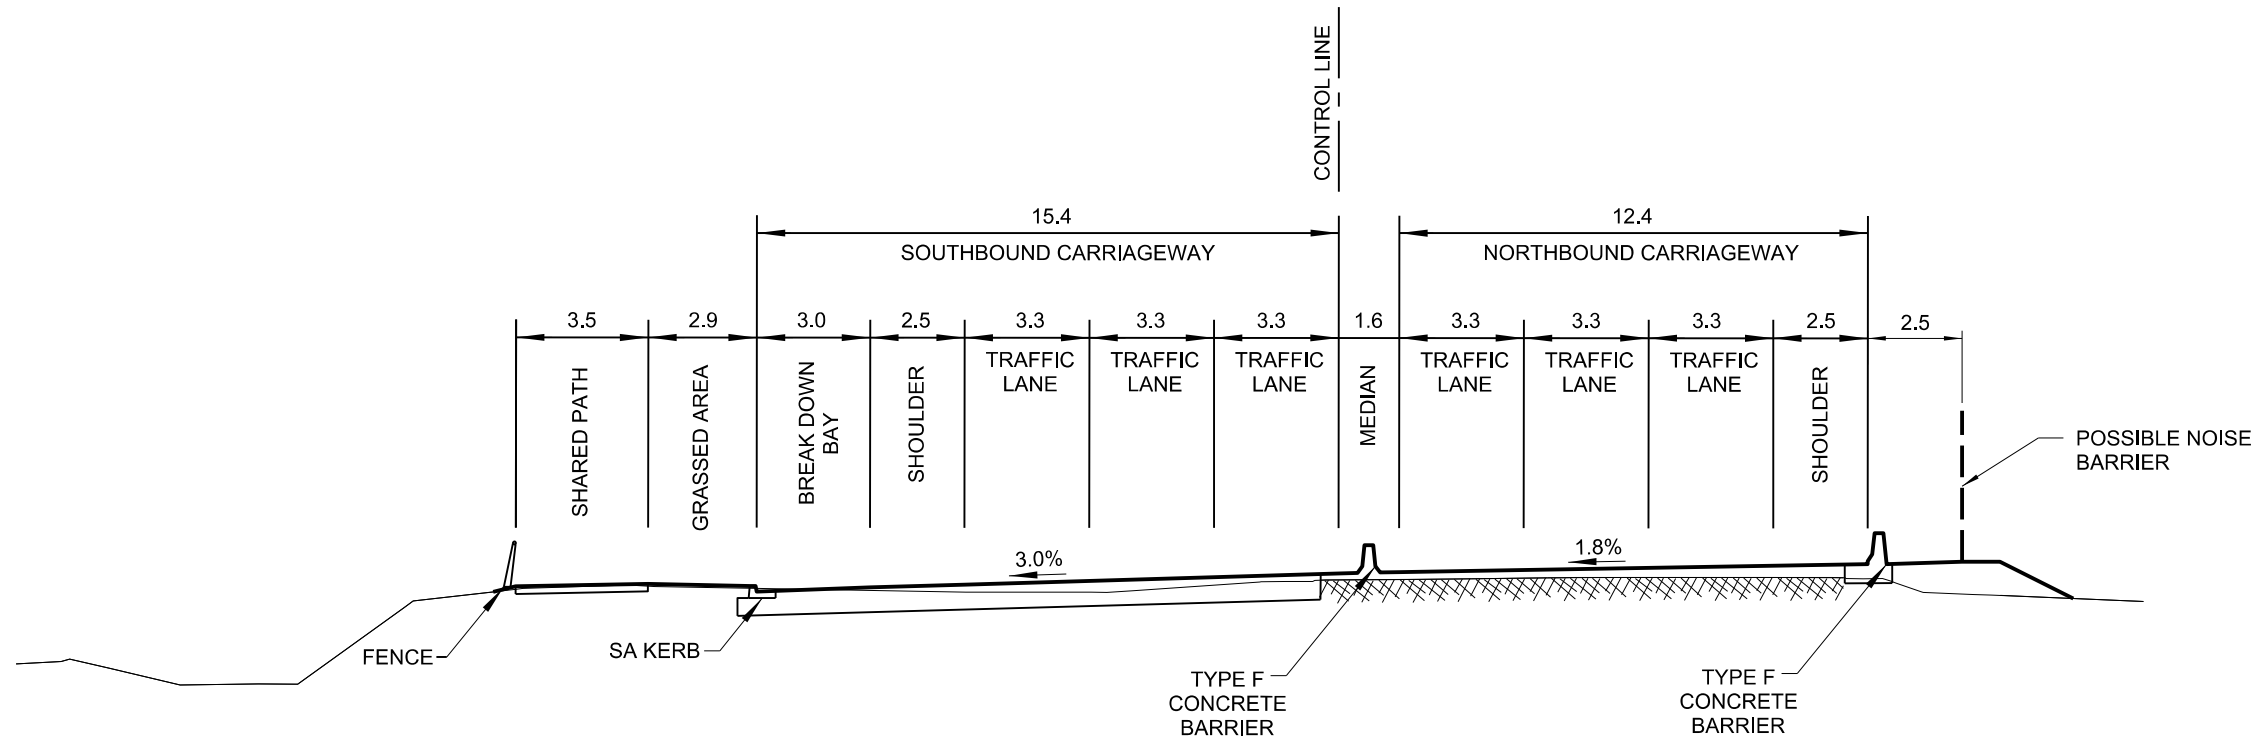 CONTROL LINE
15.4
SOUTHBOUND CARRIAGEWAY
12.4
NORTHBOUND CARRIAGEWAY
3.5
2.9
3.0
2.5
3.3
3.3
3.3
1.6
3.3
3.3
3.3
2.5
2.5
SHARED PATH
GRASSED AREA
BREAK DOWN
BAY
SHOULDER
TRAFFIC
LANE
TRAFFIC
LANE
TRAFFIC
LANE
MEDIAN
TRAFFIC
LANE
TRAFFIC
LANE
TRAFFIC
LANE
SHOULDER
POSSIBLE NOISE
BARRIER
3.0%
1.8%
FENCE
SA KERB
TYPE F
CONCRETE
BARRIER
TYPE F
CONCRETE
BARRIER